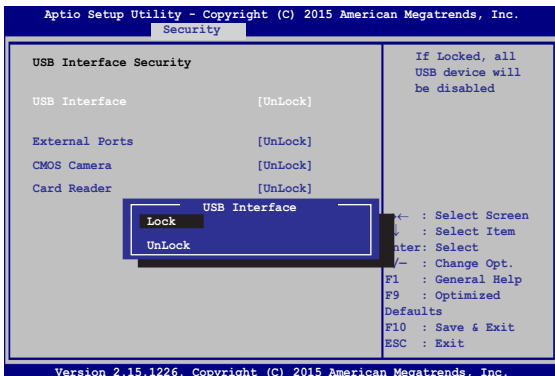 Aptio Setup Utility - Copyright (C) 2015 American Megatrends, Inc.
Security
USB Interface Security
USB Interface [UnLock]
External Ports [UnLock]
CMOS Camera [UnLock]
Card Reader [UnLock]
USB Interface
Lock
UnLock
If Locked, all
USB device will
be disabled
→← : Select Screen
↓ : Select Item
nter: Select
/— : Change Opt.
F1 : General Help
F9 : Optimized
Defaults
F10 : Save & Exit
ESC : Exit
Version 2.15.1226. Copyright (C) 2015 American Megatrends, Inc.